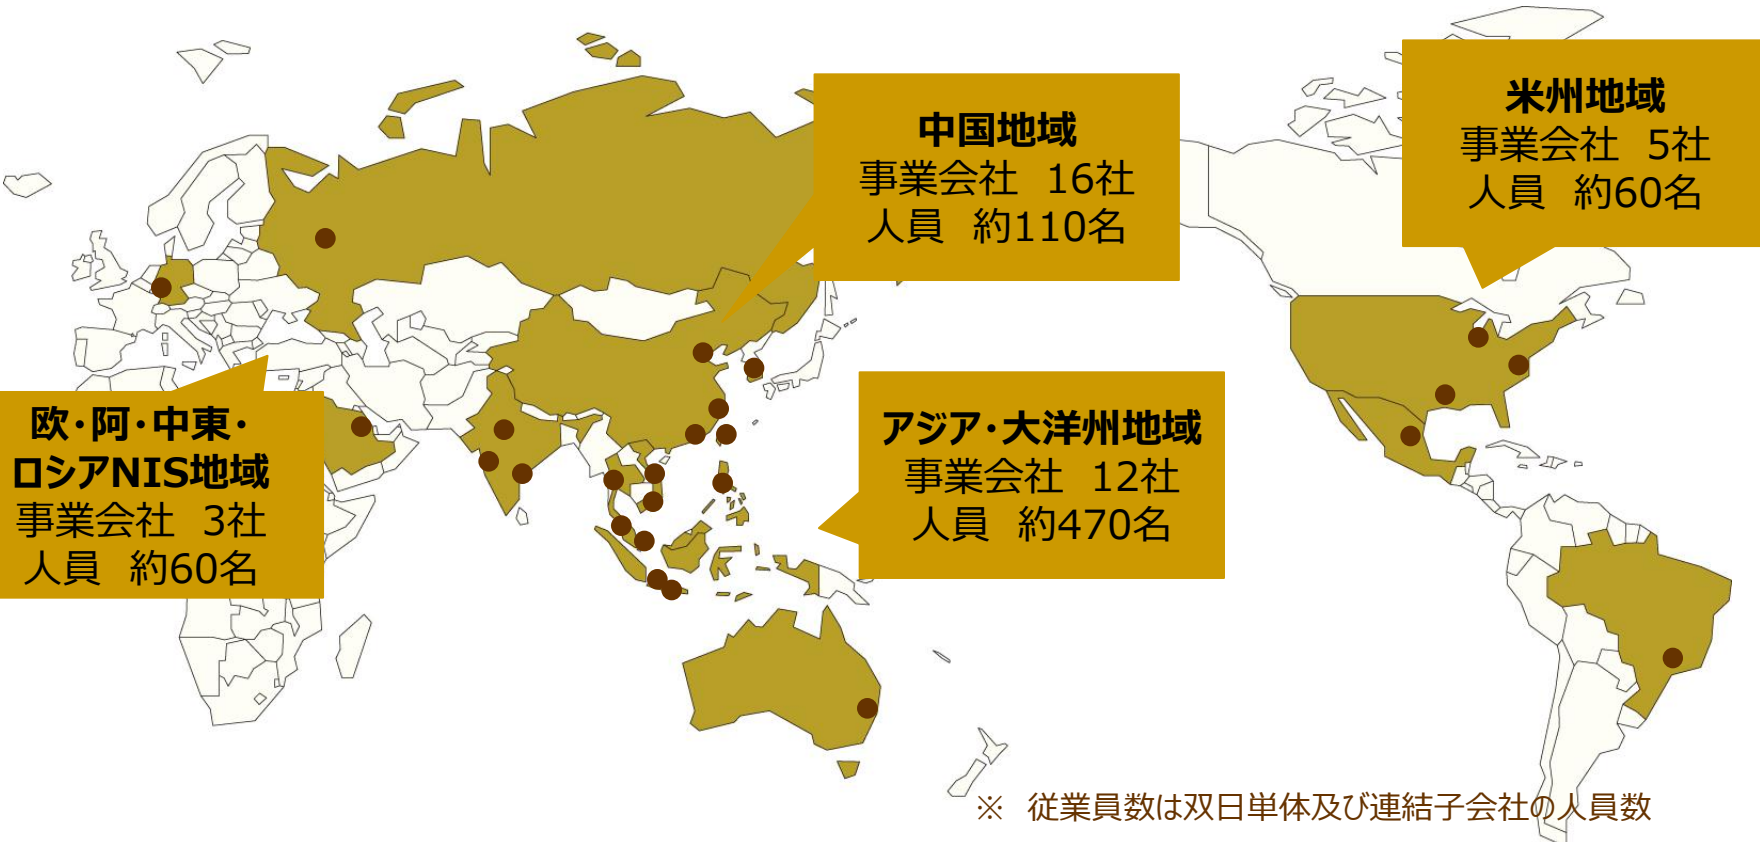 中国地域
事業会社 16社
人員 約110名
米州地域
事業会社 5社
人員 約60名
欧・阿・中東・
ロシアNIS地域
事業会社 3社
人員 約60名
アジア・大洋州地域
事業会社 12社
人員 約470名
※ 従業員数は双日単体及び連結子会社の人員数